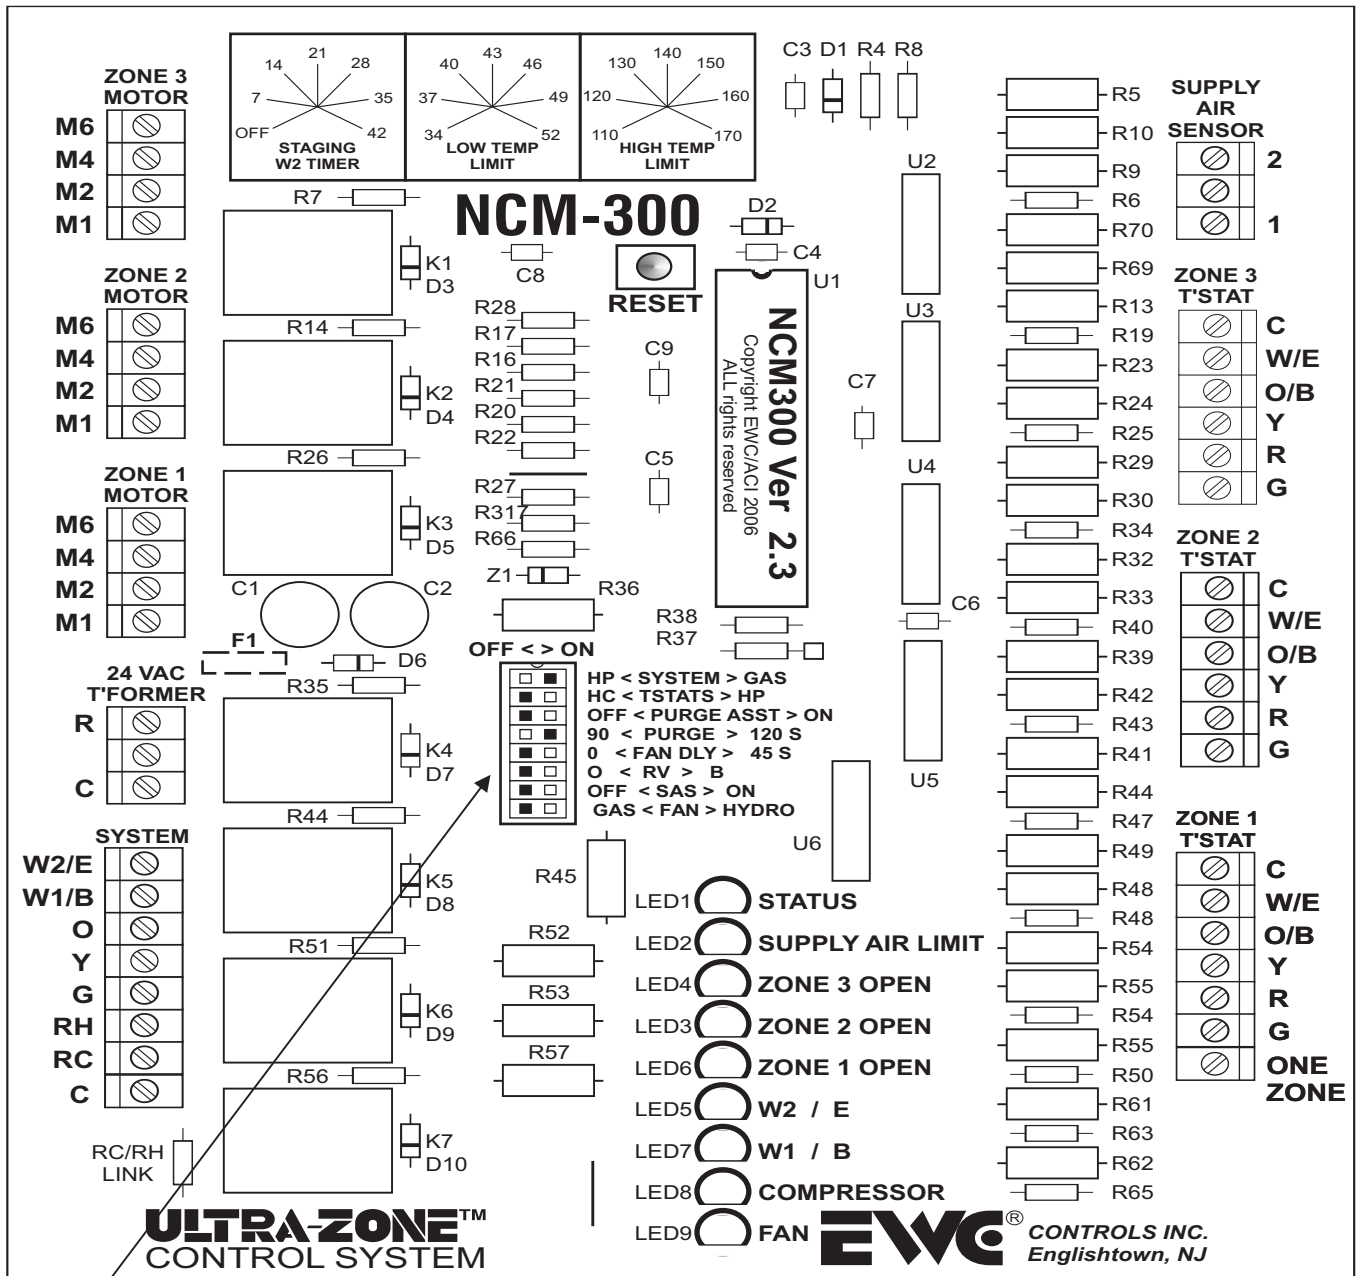 ZONE 3
MOTOR
M6
M4
M2
M1
ZONE 2
MOTOR
M6
M4
M2
M1
ZONE 1
MOTOR
M6
M4
M2
M1
F1
24 VAC
T'FORMER
R
C
SYSTEM
W2/E
W1/B
O
Y
G
RH
RC
C
RC/RH
LINK
OFF
7
14
21
28
35
42
STAGING
W2 TIMER
34
37
40
43
46
49
52
LOW TEMP
LIMIT
110
120
130
140
150
160
170
HIGH TEMP
LIMIT
C3 D1 R4 R8
R7
K1
D3
R14
K2
D4
R26
K3
D5
C1
C2
D6
R35
K4
D7
R44
K5
D8
R51
K6
D9
R56
K7
D10
NCM-300
C8
RESET
D2
C4
U1
R28
R17
R16
R21
R20
R22
R27
R317
R66
Z1
R36
C9
C5
NCM300 Ver 2.3
Copyright EWC/ACI 2006
ALL rights reserved
R38
R37
C7
U2
U3
U4
C6
U5
U6
OFF < > ON
HP < SYSTEM > GAS
HC < TSTATS > HP
OFF < PURGE ASST > ON
90 < PURGE > 120 S
0 < FAN DLY > 45 S
O < RV > B
OFF < SAS > ON
GAS < FAN > HYDRO
R45
R52
R53
R57
LED1 STATUS
LED2 SUPPLY AIR LIMIT
LED4 ZONE 3 OPEN
LED3 ZONE 2 OPEN
LED6 ZONE 1 OPEN
LED5 W2 / E
LED7 W1 / B
LED8 COMPRESSOR
LED9 FAN
R5
R10
R9
R6
R70
R69
R13
R19
R23
R24
R25
R29
R30
R34
R32
R33
R40
R39
R42
R43
R41
R44
R47
R49
R48
R48
R54
R55
R54
R55
R50
R61
R63
R62
R65
SUPPLY
AIR
SENSOR
2
1
ZONE 3
T'STAT
C
W/E
O/B
Y
R
G
ZONE 2
T'STAT
C
W/E
O/B
Y
R
G
ZONE 1
T'STAT
C
W/E
O/B
Y
R
G
ONE
ZONE
ULTRA-ZONE™
CONTROL SYSTEM
EWC®
CONTROLS INC.
Englishtown, NJ